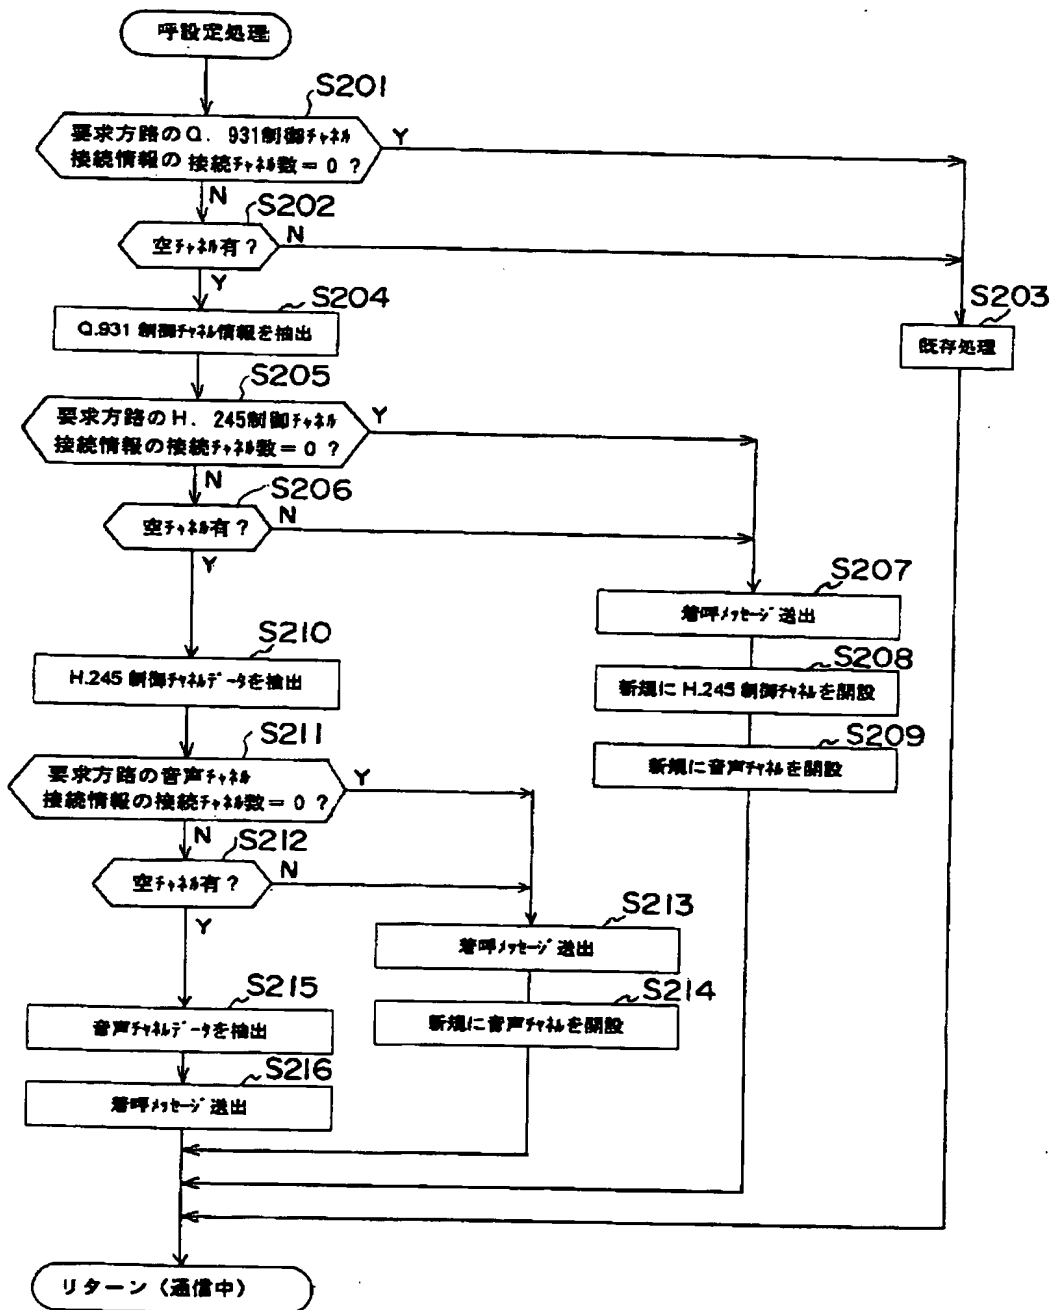 呼設定処理
S201
要求方路のQ．931制御ﾁｬﾈﾙ
接続情報の接続ﾁｬﾈﾙ数＝0？
Y
N
S202
空ﾁｬﾈﾙ有？
N
Y
S204
Q.931 制御ﾁｬﾈﾙ情報を抽出
S203
既存処理
S205
要求方路のH．245制御ﾁｬﾈﾙ
接続情報の接続ﾁｬﾈﾙ数＝0？
Y
N
S206
空ﾁｬﾈﾙ有？
N
Y
S207
着呼ﾒｯｾｰｼﾞ送出
S208
新規に H.245 制御ﾁｬﾈﾙを開設
S209
新規に音声ﾁｬﾈﾙを開設
S210
H.245 制御ﾁｬﾈﾙﾃﾞｰﾀを抽出
S211
要求方路の音声ﾁｬﾈﾙ
接続情報の接続ﾁｬﾈﾙ数＝0？
Y
N
S212
空ﾁｬﾈﾙ有？
N
Y
S213
着呼ﾒｯｾｰｼﾞ送出
S214
新規に音声ﾁｬﾈﾙを開設
S215
音声ﾁｬﾈﾙﾃﾞｰﾀを抽出
S216
着呼ﾒｯｾｰｼﾞ送出
リターン（通信中）